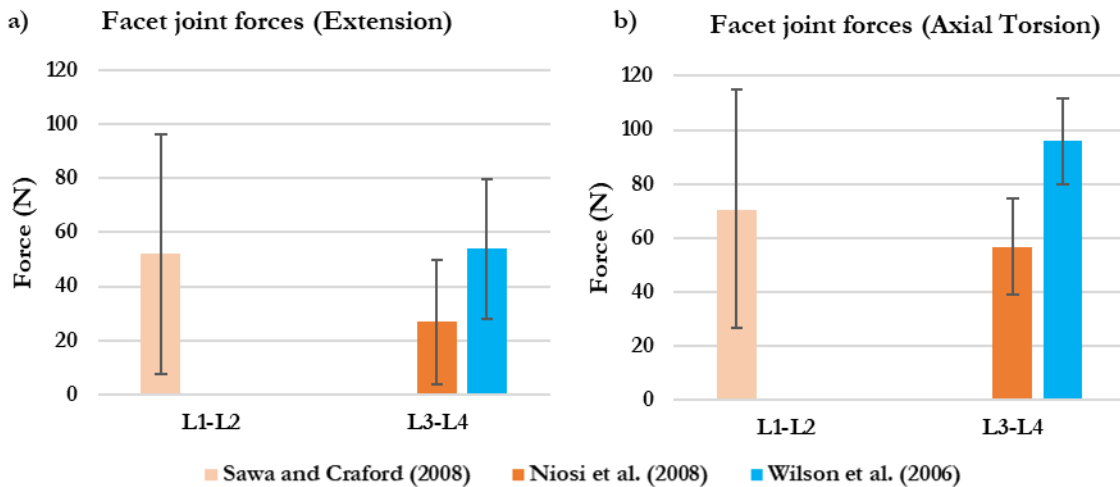 a) Facet joint forces (Extension)
120
100
80
60
40
20
0
Force (N)
L1-L2 L3-L4
b) Facet joint forces (Axial Torsion)
120
100
80
60
40
20
0
Force (N)
L1-L2 L3-L4
Sawa and Craford (2008) Niosi et al. (2008) Wilson et al. (2006)